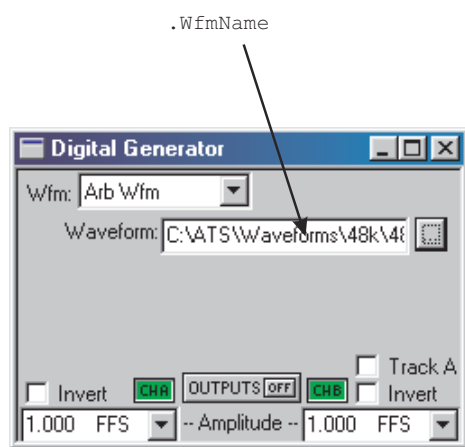 .WfmName
Digital Generator
Wfm: Arb Wfm
Waveform: C:\ATS\Waveforms\48k\48
Track A
Invert CHA OUTPUTS OFF CHB Invert
1.000 FFS -- Amplitude -- 1.000 FFS